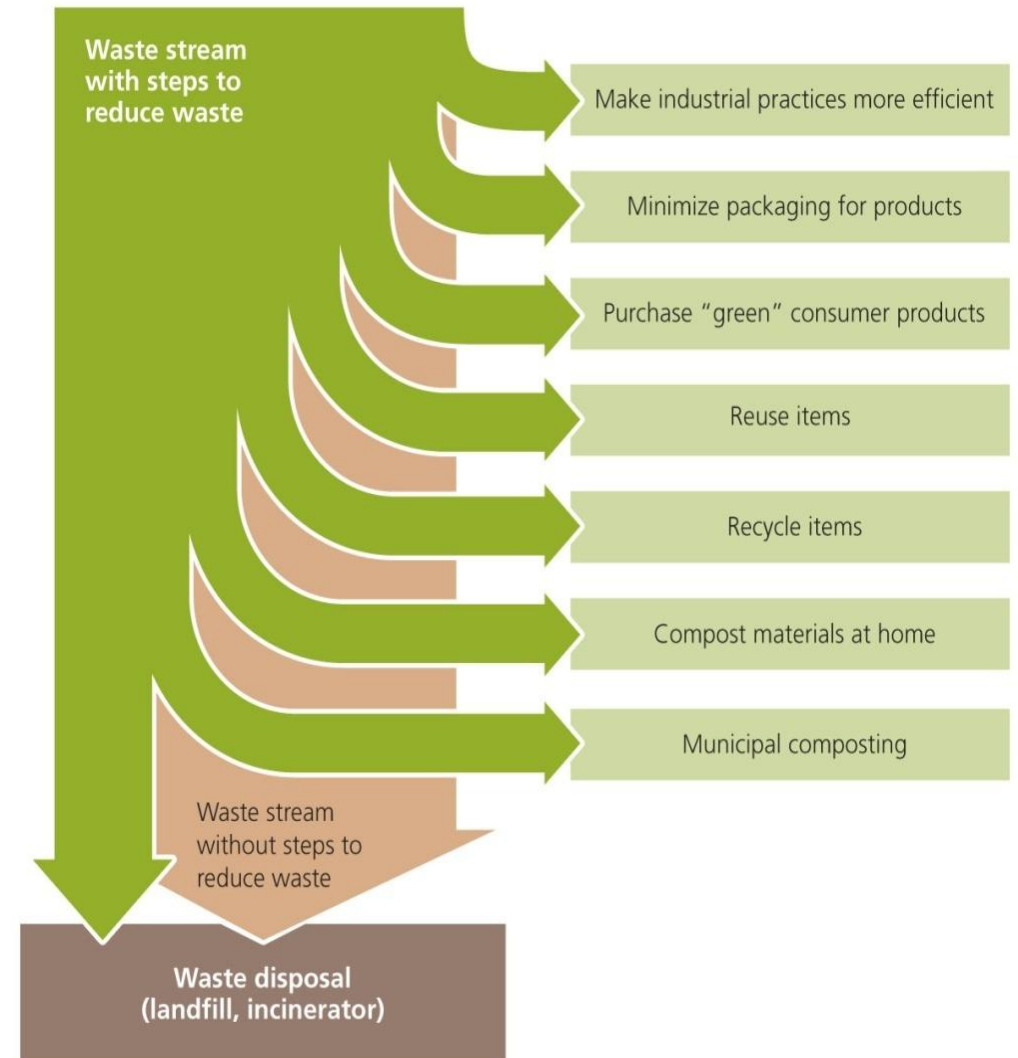 Waste stream
with steps to
reduce waste
Make industrial practices more efficient
Minimize packaging for products
Purchase “green” consumer products
Reuse items
Recycle items
Compost materials at home
Municipal composting
Waste stream
without steps to
reduce waste
Waste disposal
(landfill, incinerator)